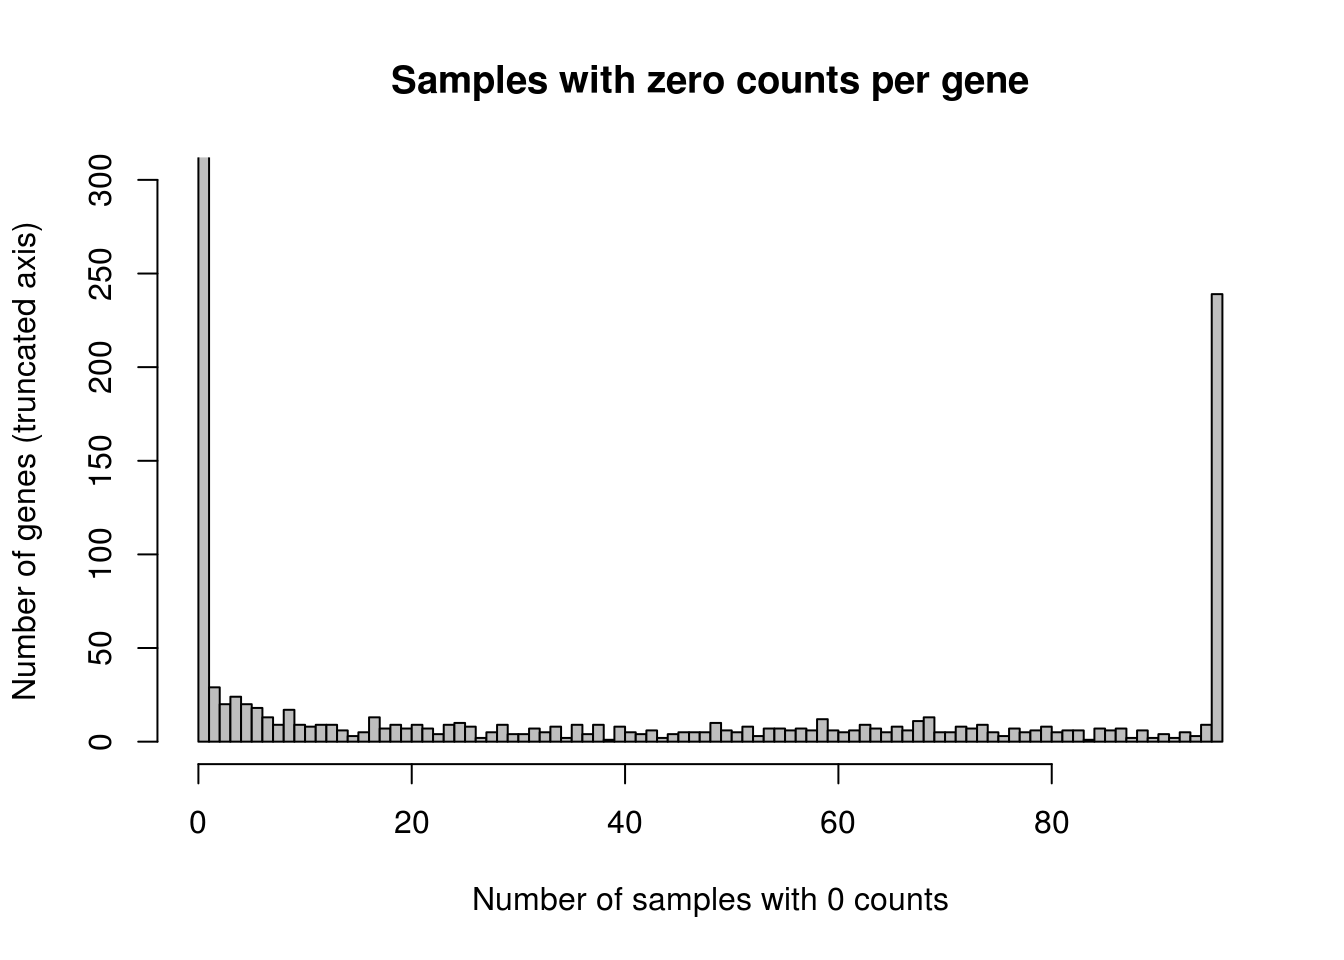 Samples with zero counts per gene
Number of genes (truncated axis)
300
250
200
150
100
50
0
0 20 40 60 80
Number of samples with 0 counts